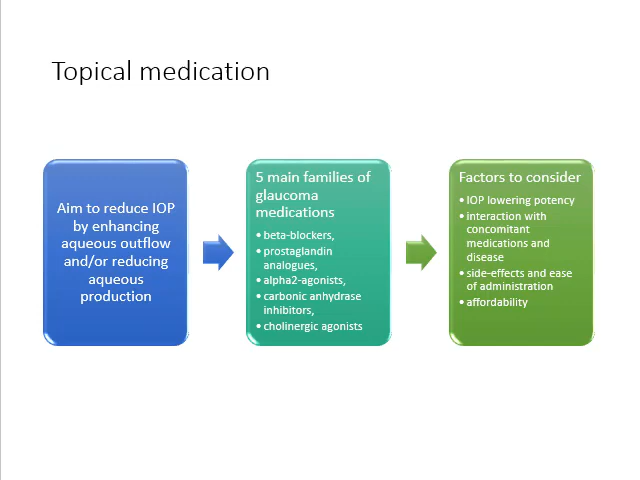 Topical medication
Aim to reduce IOP
by enhancing
aqueous outflow
and/or reducing
aqueous
production
5 main families of
glaucoma
medications
• beta-blockers,
• prostaglandin
analogues,
• alpha2-agonists,
• carbonic anhydrase
inhibitors,
• cholinergic agonists
Factors to consider
• IOP lowering potency
• interaction with
concomitant
medications and
disease
• side-effects and ease
of administration
• affordability